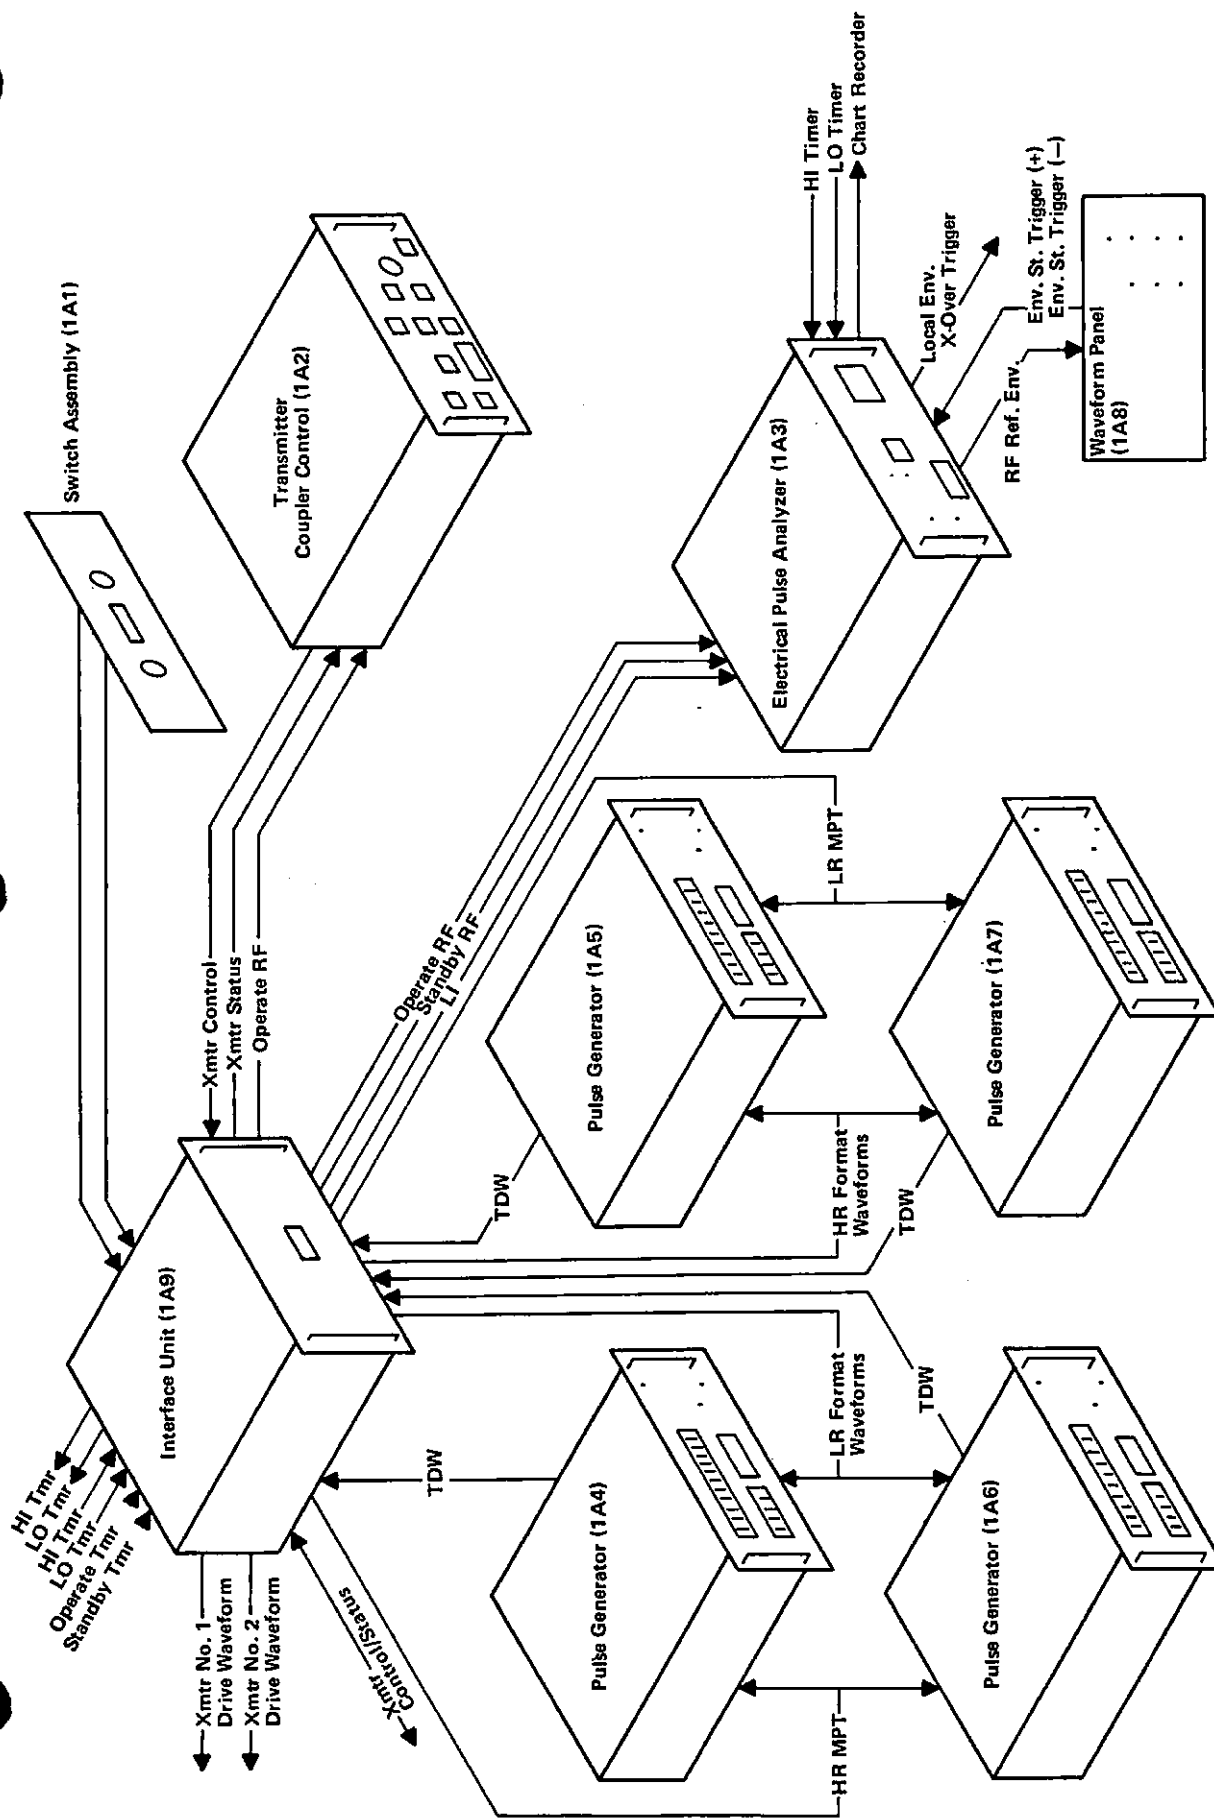 Switch Assembly (1A1)
Transmitter
Coupler Control (1A2)
HI Timer
LO Timer
Chart Recorder
Local Env.
X-Over Trigger
Env. St. Trigger (+)
Env. St. Trigger (—)
RF Ref. Env.
Waveform Panel
(1A8)
Electrical Pulse Analyzer (1A3)
Xmtr Control
Xmtr Status
Operate RF
Operate RF
Standby RF
LI
Interface Unit (1A9)
HI Tmr
LO Tmr
HI Tmr
LO Tmr
Operate Tmr
Standby Tmr
Xmtr No. 1
Drive Waveform
Xmtr No. 2
Drive Waveform
Xmtr
Control/Status
TDW
LR MPT
Pulse Generator (1A5)
HR Format
Waveforms
TDW
Pulse Generator (1A7)
TDW
Pulse Generator (1A4)
LR Format
Waveforms
TDW
HR MPT
Pulse Generator (1A6)